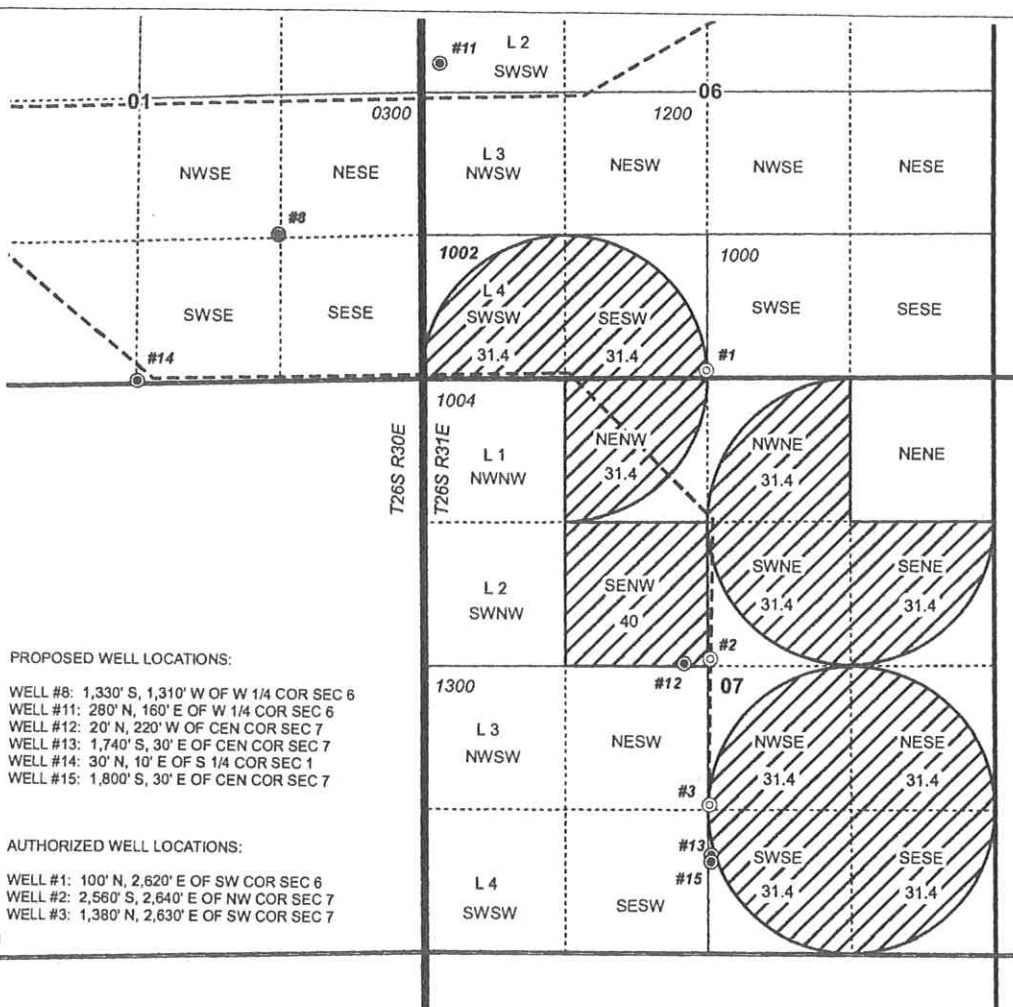 #11
L 2
SWSW
01
06
0300
1200
L 3
NWSW
NWSE
NESE
NESW
NWSE
NESE
#8
1002
1000
L 4
SWSW
31.4
SESW
31.4
SWSE
SESE
SWSE
SESE
#14
#1
1004
T26S R30E
T26S R31E
L 1
NWNW
NENW
31.4
NWNE
31.4
NENE
L 2
SWNW
SENW
40
SWNE
31.4
SENE
31.4
#2
#12
07
PROPOSED WELL LOCATIONS:
WELL #8: 1,330' S, 1,310' W OF W 1/4 COR SEC 6
WELL #11: 280' N, 160' E OF W 1/4 COR SEC 6
WELL #12: 20' N, 220' W OF CEN COR SEC 7
WELL #13: 1,740' S, 30' E OF CEN COR SEC 7
WELL #14: 30' N, 10' E OF S 1/4 COR SEC 1
WELL #15: 1,800' S, 30' E OF CEN COR SEC 7
1300
L 3
NWSW
NESW
NWSE
31.4
NESE
31.4
#3
#13
#15
AUTHORIZED WELL LOCATIONS:
WELL #1: 100' N, 2,620' E OF SW COR SEC 6
WELL #2: 2,560' S, 2,640' E OF NW COR SEC 7
WELL #3: 1,380' N, 2,630' E OF SW COR SEC 7
L 4
SWSW
SESW
SWSE
31.4
SESE
31.4